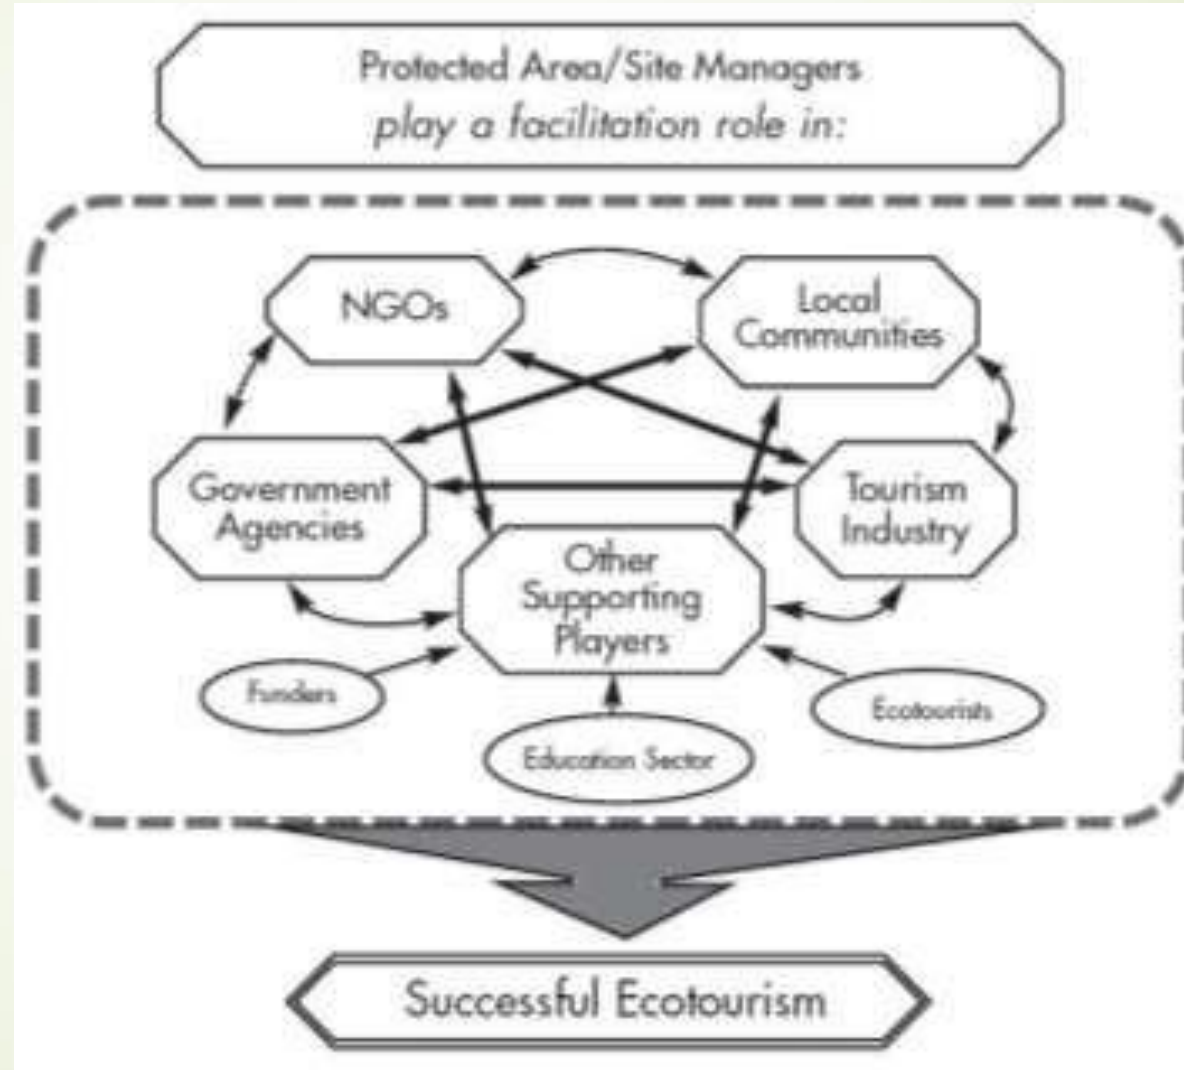 Protected Area/Site Managers
play a facilitation role in:
NGOs
Local
Communities
Government
Agencies
Tourism
Industry
Other
Supporting
Players
Funders
Ecotourists
Education Sector
Successful Ecotourism